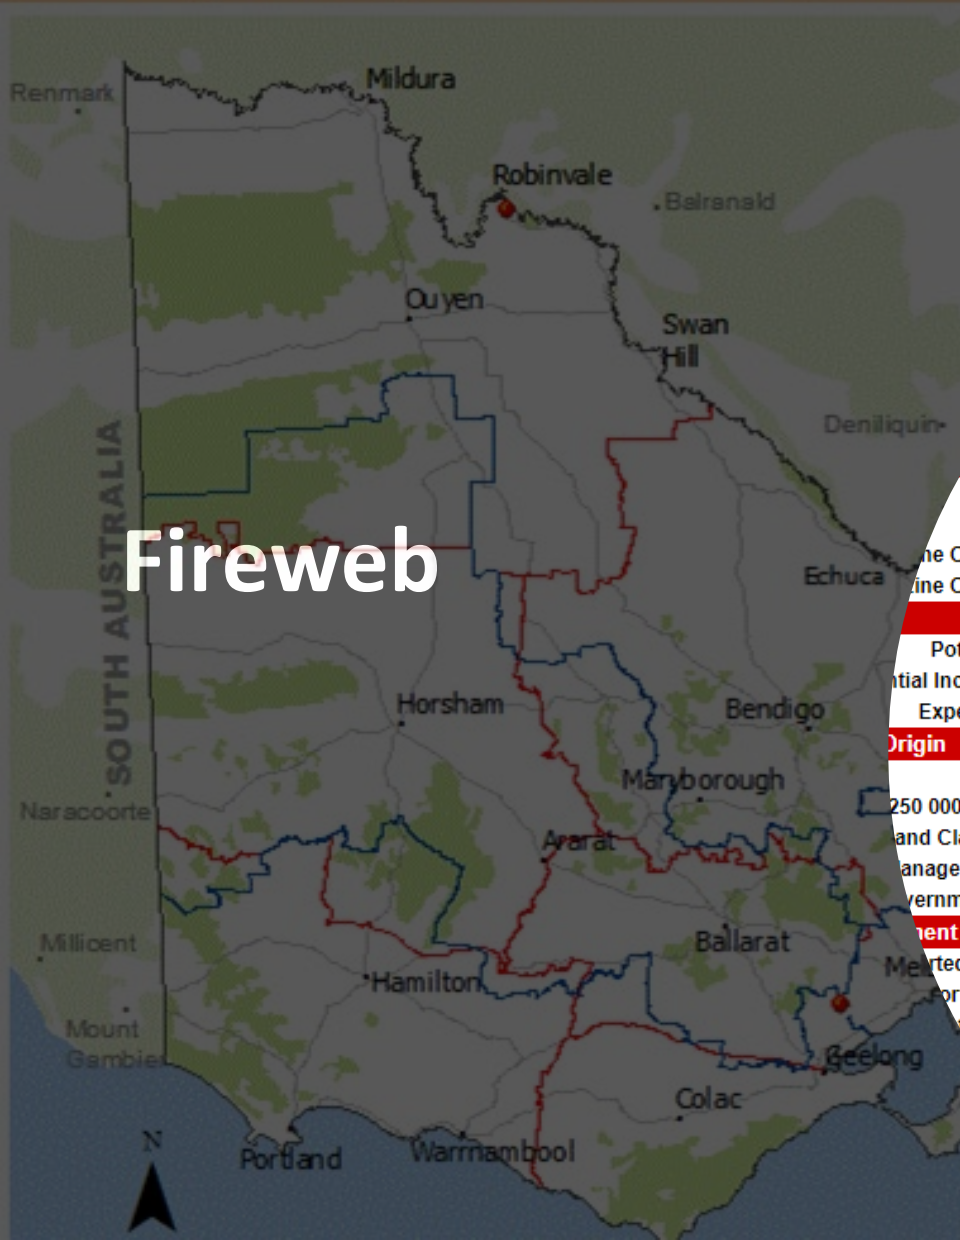 Mildura
Renmark
Robinvale
Balranald
Ouyen
Swan
Hill
Deniliquin
SOUTH AUSTRALIA
Fireweb
Echuca
Horsham
Bendigo
Maryborough
Naracoorte
Ararat
Origin
250 000
Ballarat
Millicent
Hamilton
Mount
Gambier
Geelong
Colac
N
Portland
Warrnambool